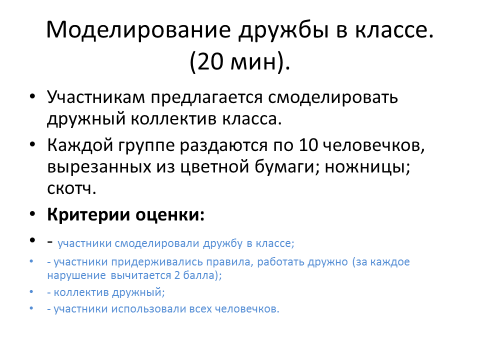 Моделирование дружбы в классе.
(20 мин).
• Участникам предлагается смоделировать
дружный коллектив класса.
• Каждой группе раздаются по 10 человечков,
вырезанных из цветной бумаги; ножницы;
скотч.
• Критерии оценки:
• - участники смоделировали дружбу в классе;
• - участники придерживались правила, работать дружно (за каждое
нарушение вычитается 2 балла);
• - коллектив дружный;
• - участники использовали всех человечков.